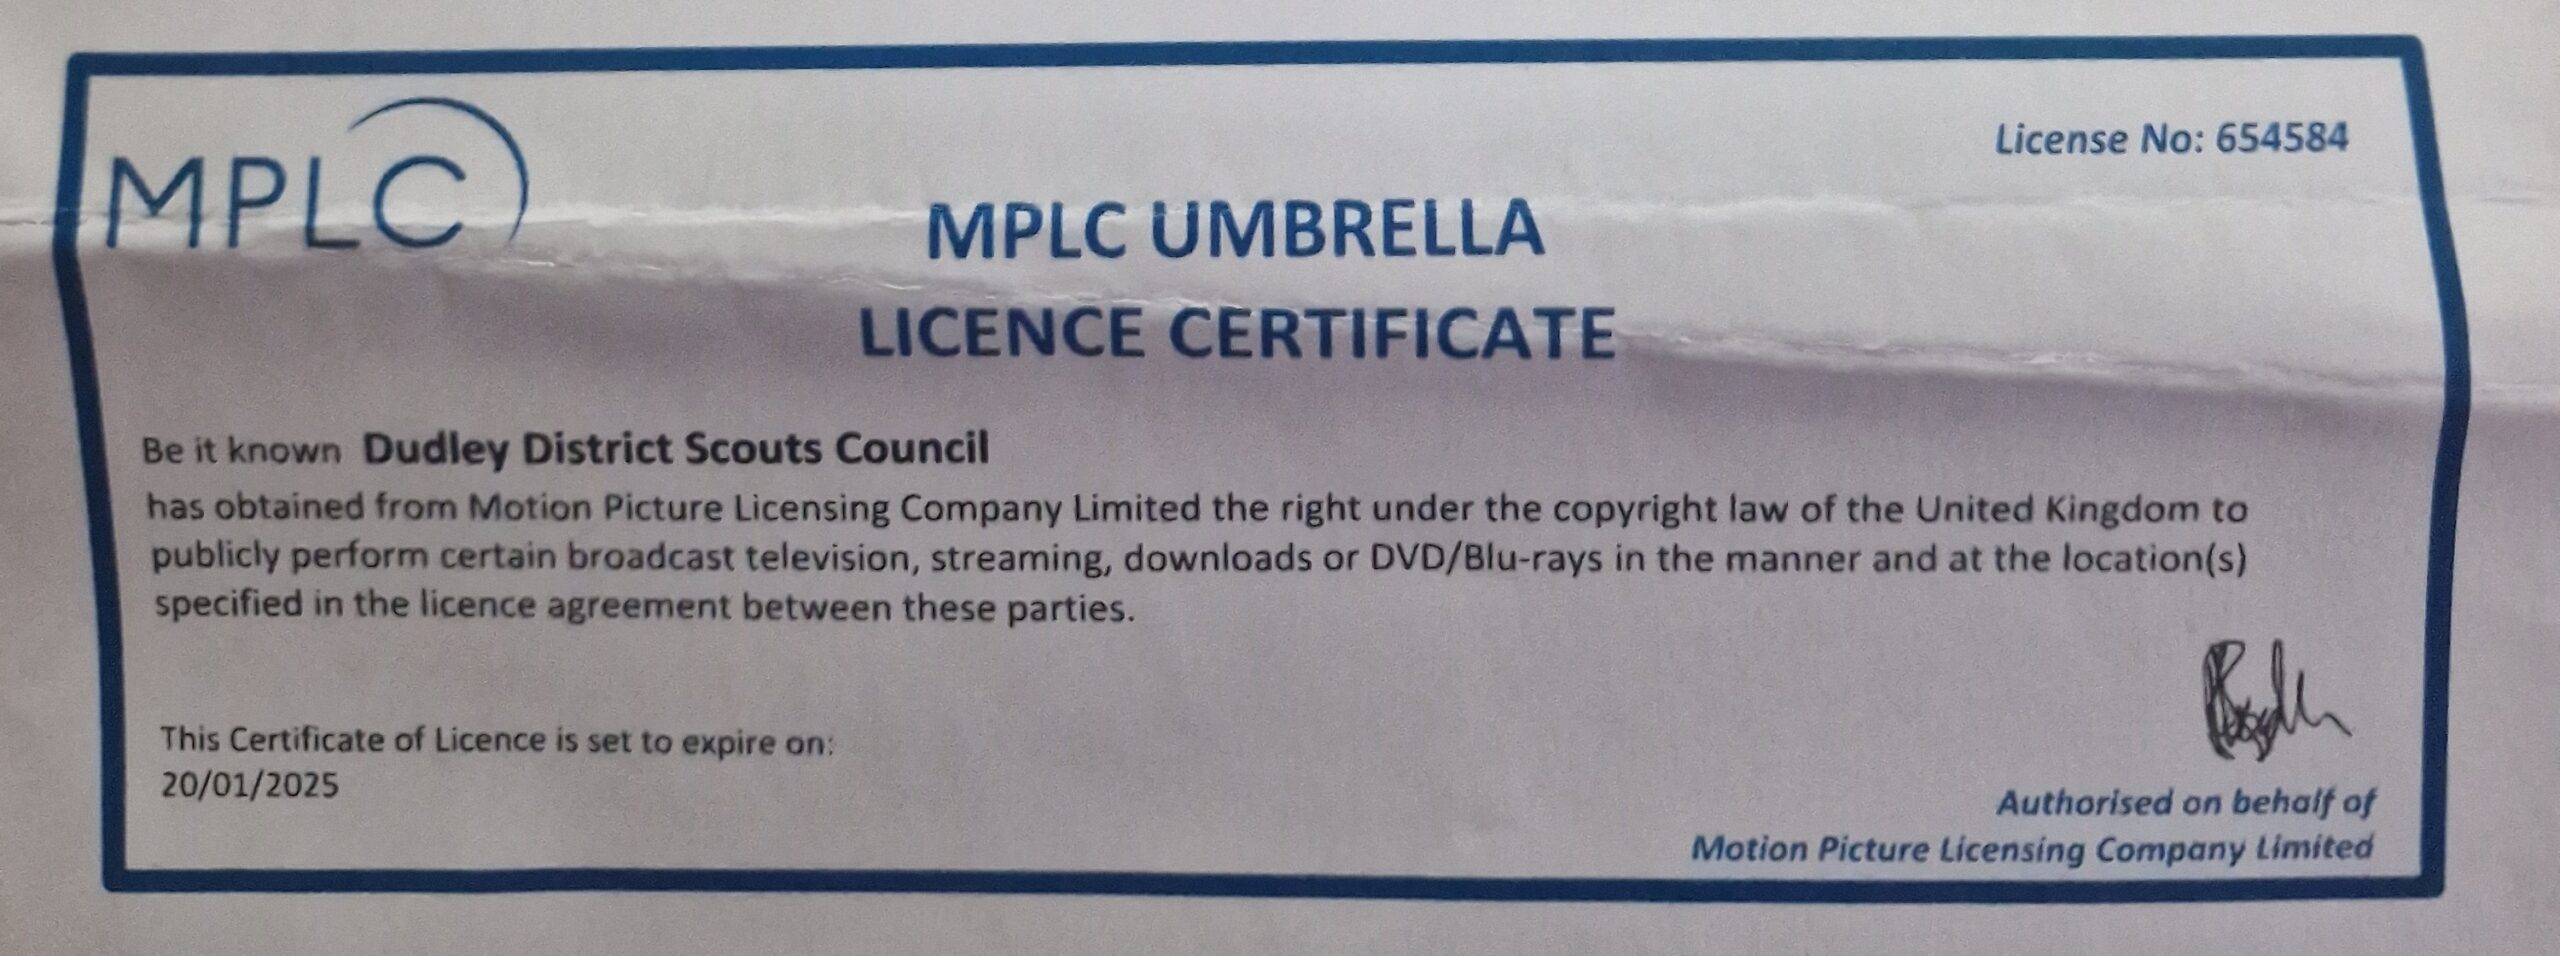 MPLC
License No: 654584
MPLC UMBRELLA
LICENCE CERTIFICATE
Be it known Dudley District Scouts Council
has obtained from Motion Picture Licensing Company Limited the right under the copyright law of the United Kingdom to
publicly perform certain broadcast television, streaming, downloads or DVD/Blu-rays in the manner and at the location(s)
specified in the licence agreement between these parties.
This Certificate of Licence is set to expire on:
20/01/2025
Authorised on behalf of
Motion Picture Licensing Company Limited